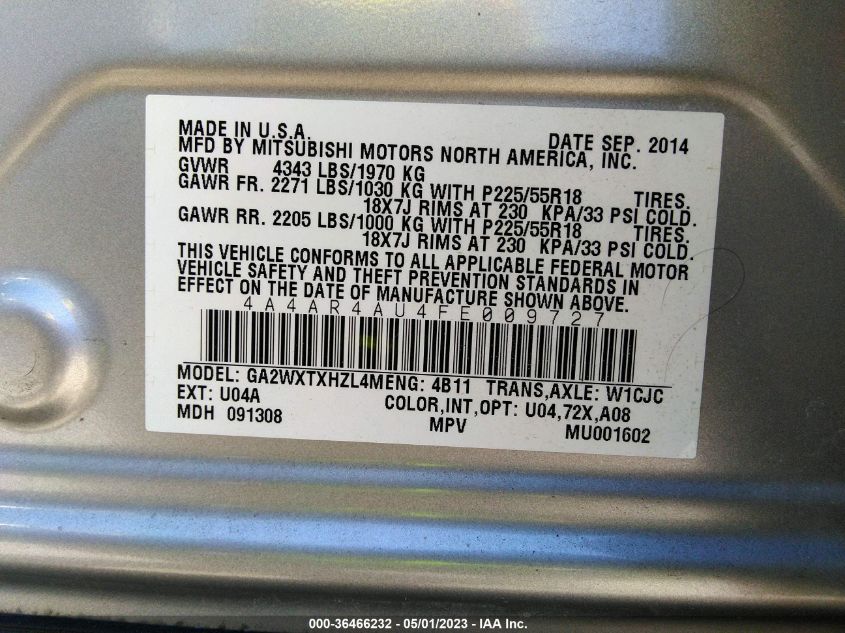 MADE IN U.S.A. DATE SEP. 2014
MFD BY MITSUBISHI MOTORS NORTH AMERICA, INC.
GVWR 4343 LBS/1970 KG
GAWR FR. 2271 LBS/1030 KG WITH P225/55R18 TIRES.
18X7J RIMS AT 230 KPA/33 PSI COLD.
GAWR RR. 2205 LBS/1000 KG WITH P225/55R18 TIRES.
18X7J RIMS AT 230 KPA/33 PSI COLD.
THIS VEHICLE CONFORMS TO ALL APPLICABLE FEDERAL MOTOR
VEHICLE SAFETY AND THEFT PREVENTION STANDARDS IN
EFFECT ON THE DATE OF MANUFACTURE SHOWN ABOVE.
4A4AR4AU4FE009727
MODEL: GA2WXTXHZL4MENG: 4B11 TRANS,AXLE: W1CJC
EXT: U04A COLOR,INT,OPT: U04,72X,A08
MDH 091308 MPV MU001602
000-36466232 - 05/01/2023 - IAA Inc.